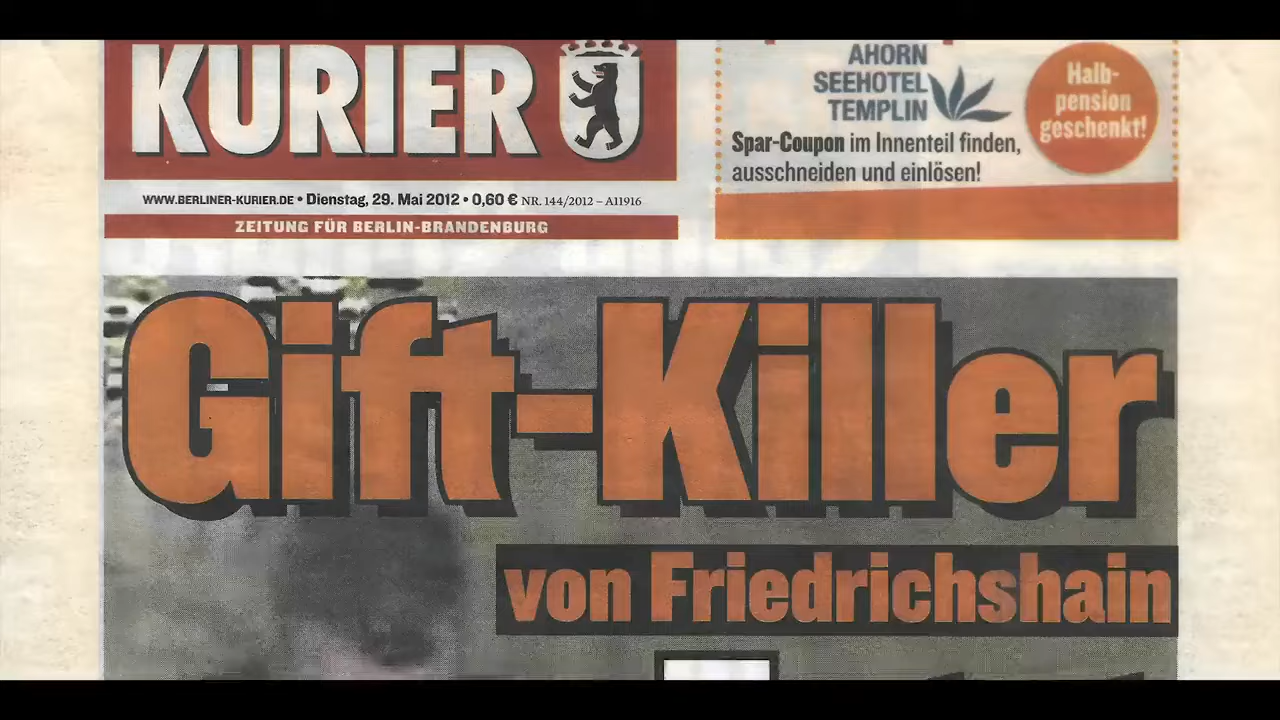 KURIER
WWW.BERLINER-KURIER.DE • Dienstag, 29. Mai 2012 • 0,60 € NR. 144/2012 – A11916
ZEITUNG FÜR BERLIN-BRANDENBURG
AHORN
SEEHOTEL
TEMPLIN
Halb-
pension
geschenkt!
Spar-Coupon im Innenteil finden,
ausschneiden und einlösen!
Gift-Killer
von Friedrichshain